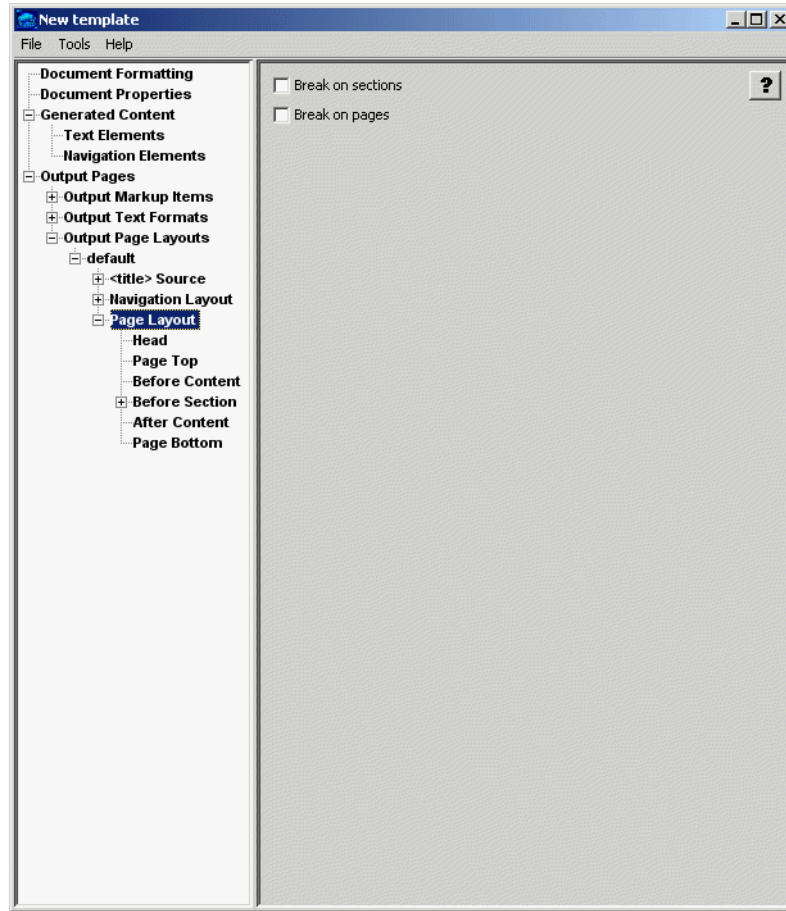 New template
File Tools Help
Document Formatting
Document Properties
Generated Content
Text Elements
Navigation Elements
Output Pages
Output Markup Items
Output Text Formats
Output Page Layouts
default
<title> Source
Navigation Layout
Page Layout
Head
Page Top
Before Content
Before Section
After Content
Page Bottom
Break on sections
?
Break on pages